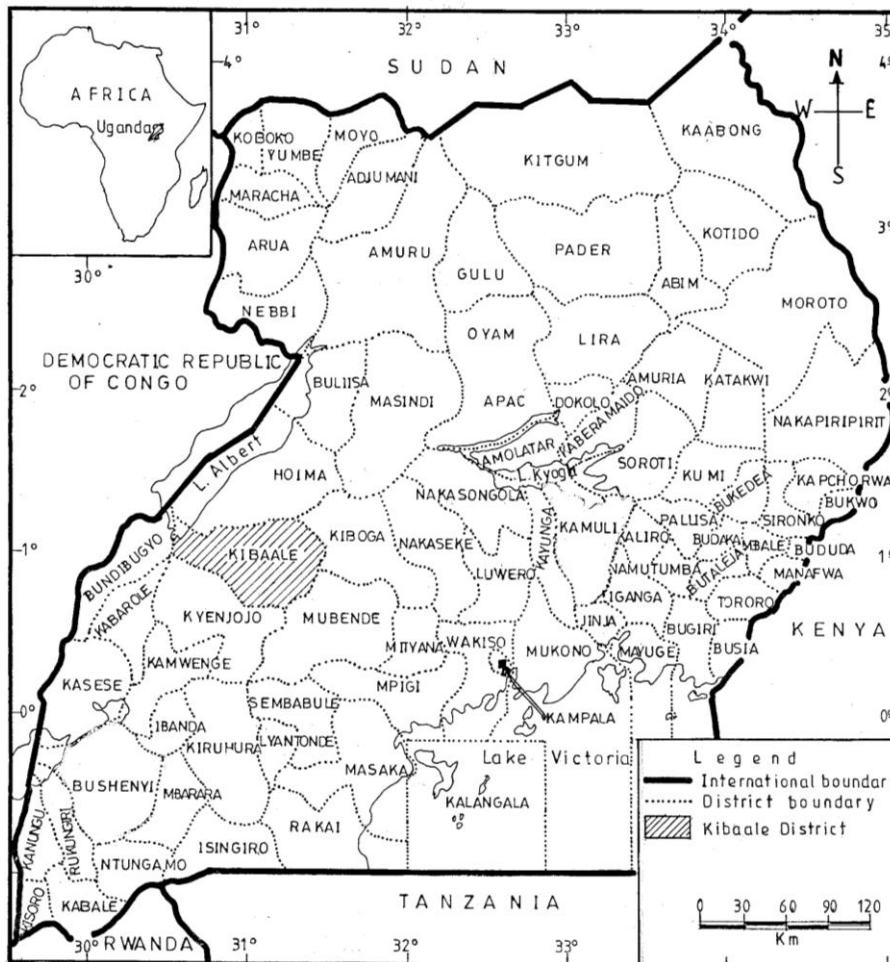 31°
32°
33°
34°
35°
4°
SUDAN
4°
N
W E
S
AFRICA
Uganda
KOBOKO
YUMBE
MOYO
ADJUMANI
KITGUM
KAABONG
MARACHA
ARUA
AMURU
GULU
PADER
KOTIDO
3°
ABIM
30°
NEBBI
MOROTO
OYAM
LIRA
DEMOCRATIC REPUBLIC
OF CONGO
2°
BULIISA
MASINDI
APAC
DOKOLO
AMURIA
KATAKWI
2°
KABERAMAIDO
NAKAPIRIPIRIT
L. Albert
AMOLATAR
L. Kyoga
HOIMA
SOROTI
KUMI
BUKEDEA
KAPCHORWA
BUKWO
NAKASONGOLA
KAYUNGA
KAMULI
PALLISA
SIRONKO
KIBAALE
KIBOGA
NAKASEKE
KALIRO
BUDAKA
MBALE
BUDUDA
1°
1°
BUNDIBUGYO
LUWERO
NAMUTUMBA
BUTALEJA
MANAFWA
KABAROLE
KYENJOJO
MUBENDE
IGANGA
TORORO
JINJA
BUGIRI
KENYA
MITYANA
WAKISO
MUKONO
MAYUGE
BUSIA
KAMWENGE
KASESE
MPIGI
SEMBABULE
0°
KAMPALA
0°
IBANDA
KIRUHURA
LYANTONDE
Lake Victoria
BUSHENYI
MBARARA
MASAKA
KALANGALA
KANUNGU
RUKUNGIRI
RAKAI
ISINGIRO
NTUNGAMO
KISORO
KABALE
TANZANIA
30°
RWANDA
31°
32°
33°
Legend
International boundar
District boundary
Kibaale District
0 30 60 90 120
Km